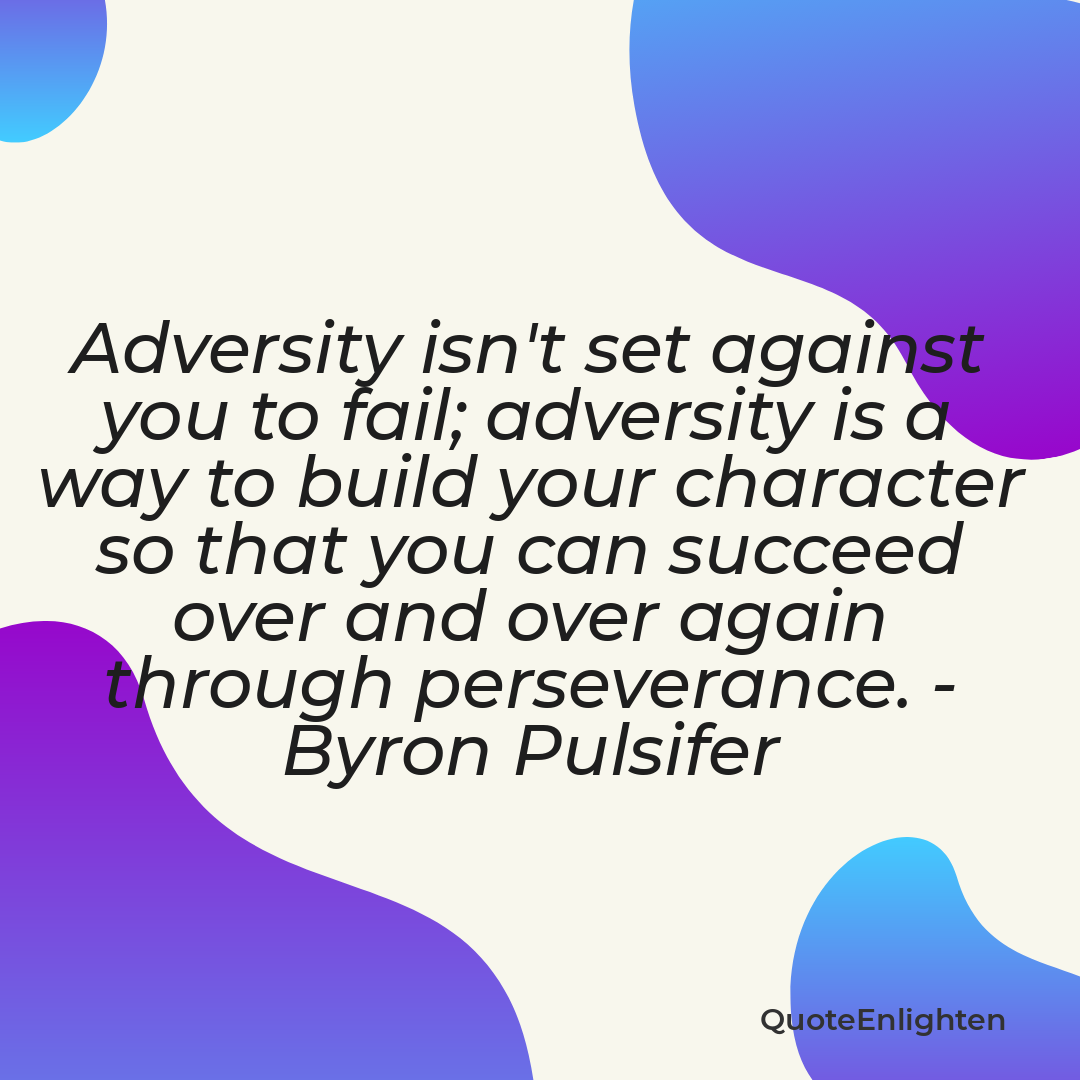 Adversity isn't set against
you to fail; adversity is a
way to build your character
so that you can succeed
over and over again
through perseverance. -
Byron Pulsifer
QuoteEnlighten